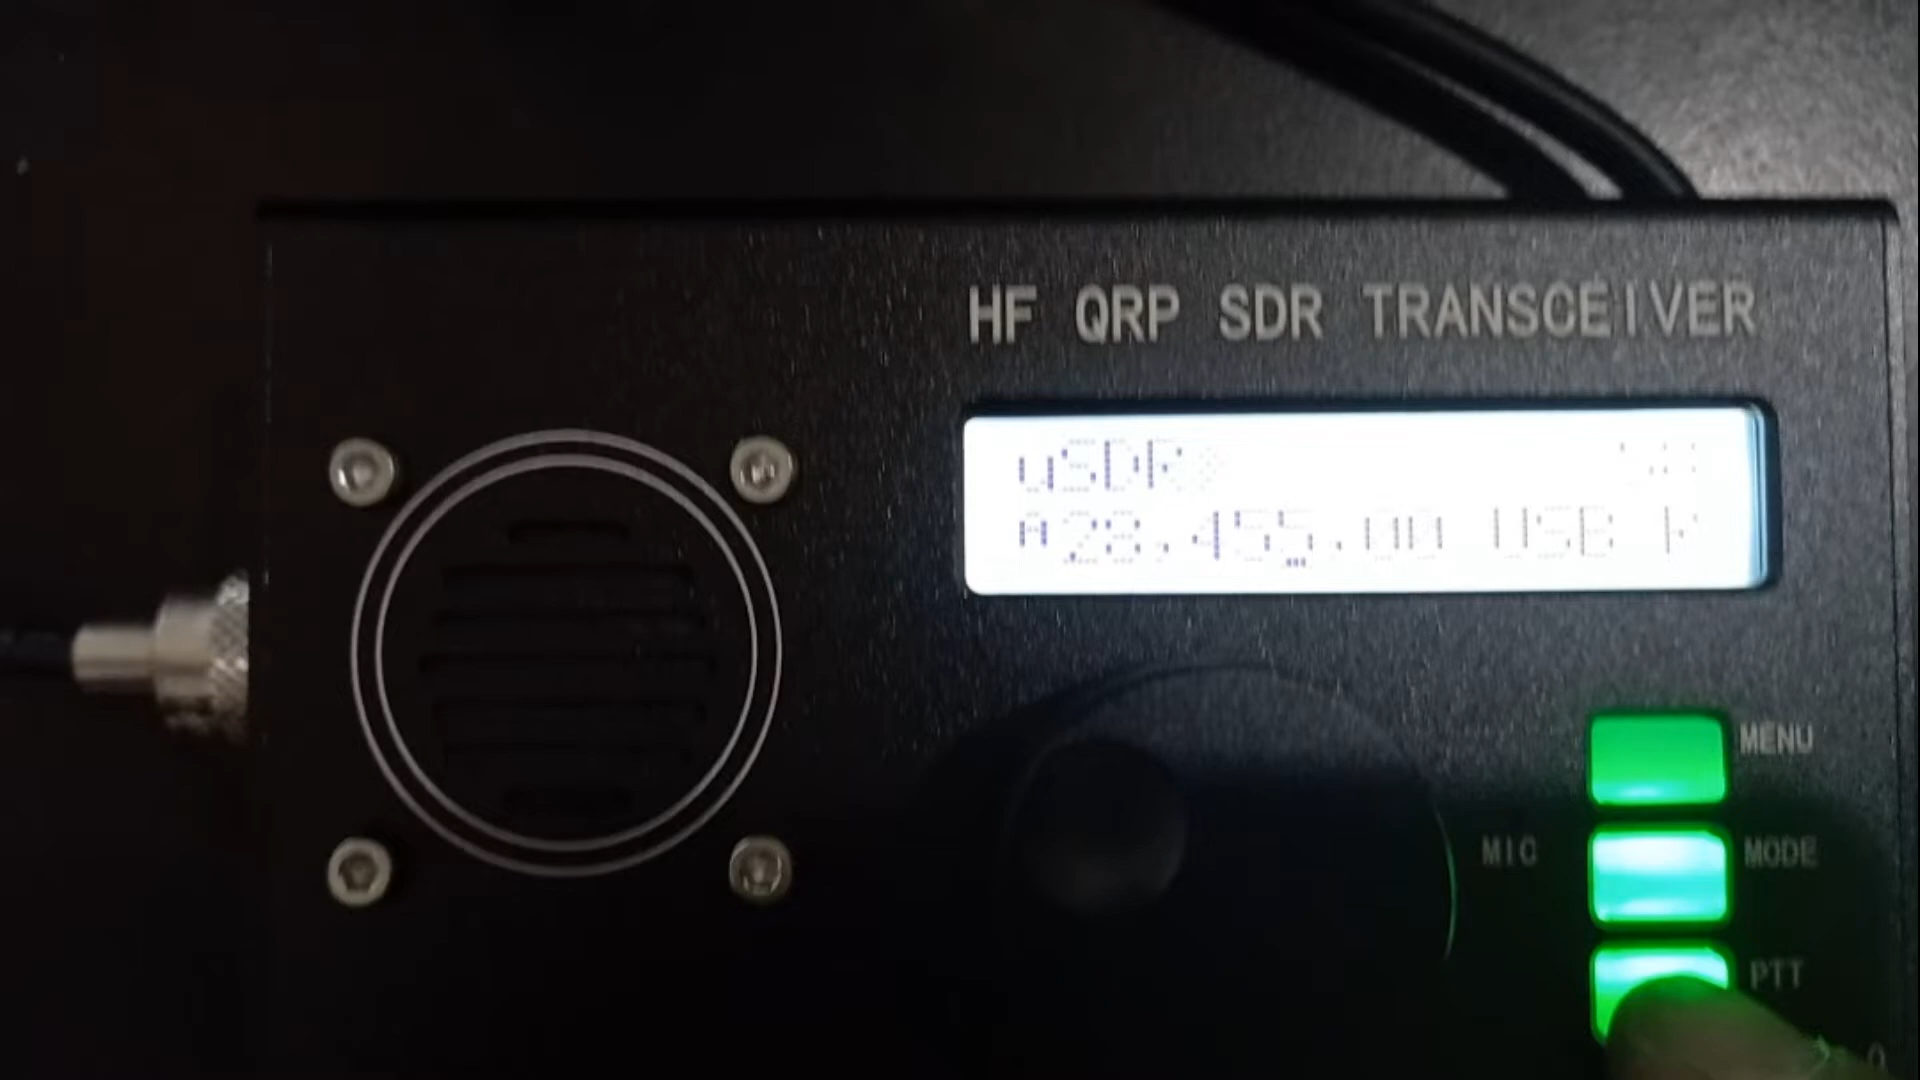 HF QRP SDR TRANSCEIVER
uSDR
A28,455.00 USB
MENU
MIC
MODE
PTT